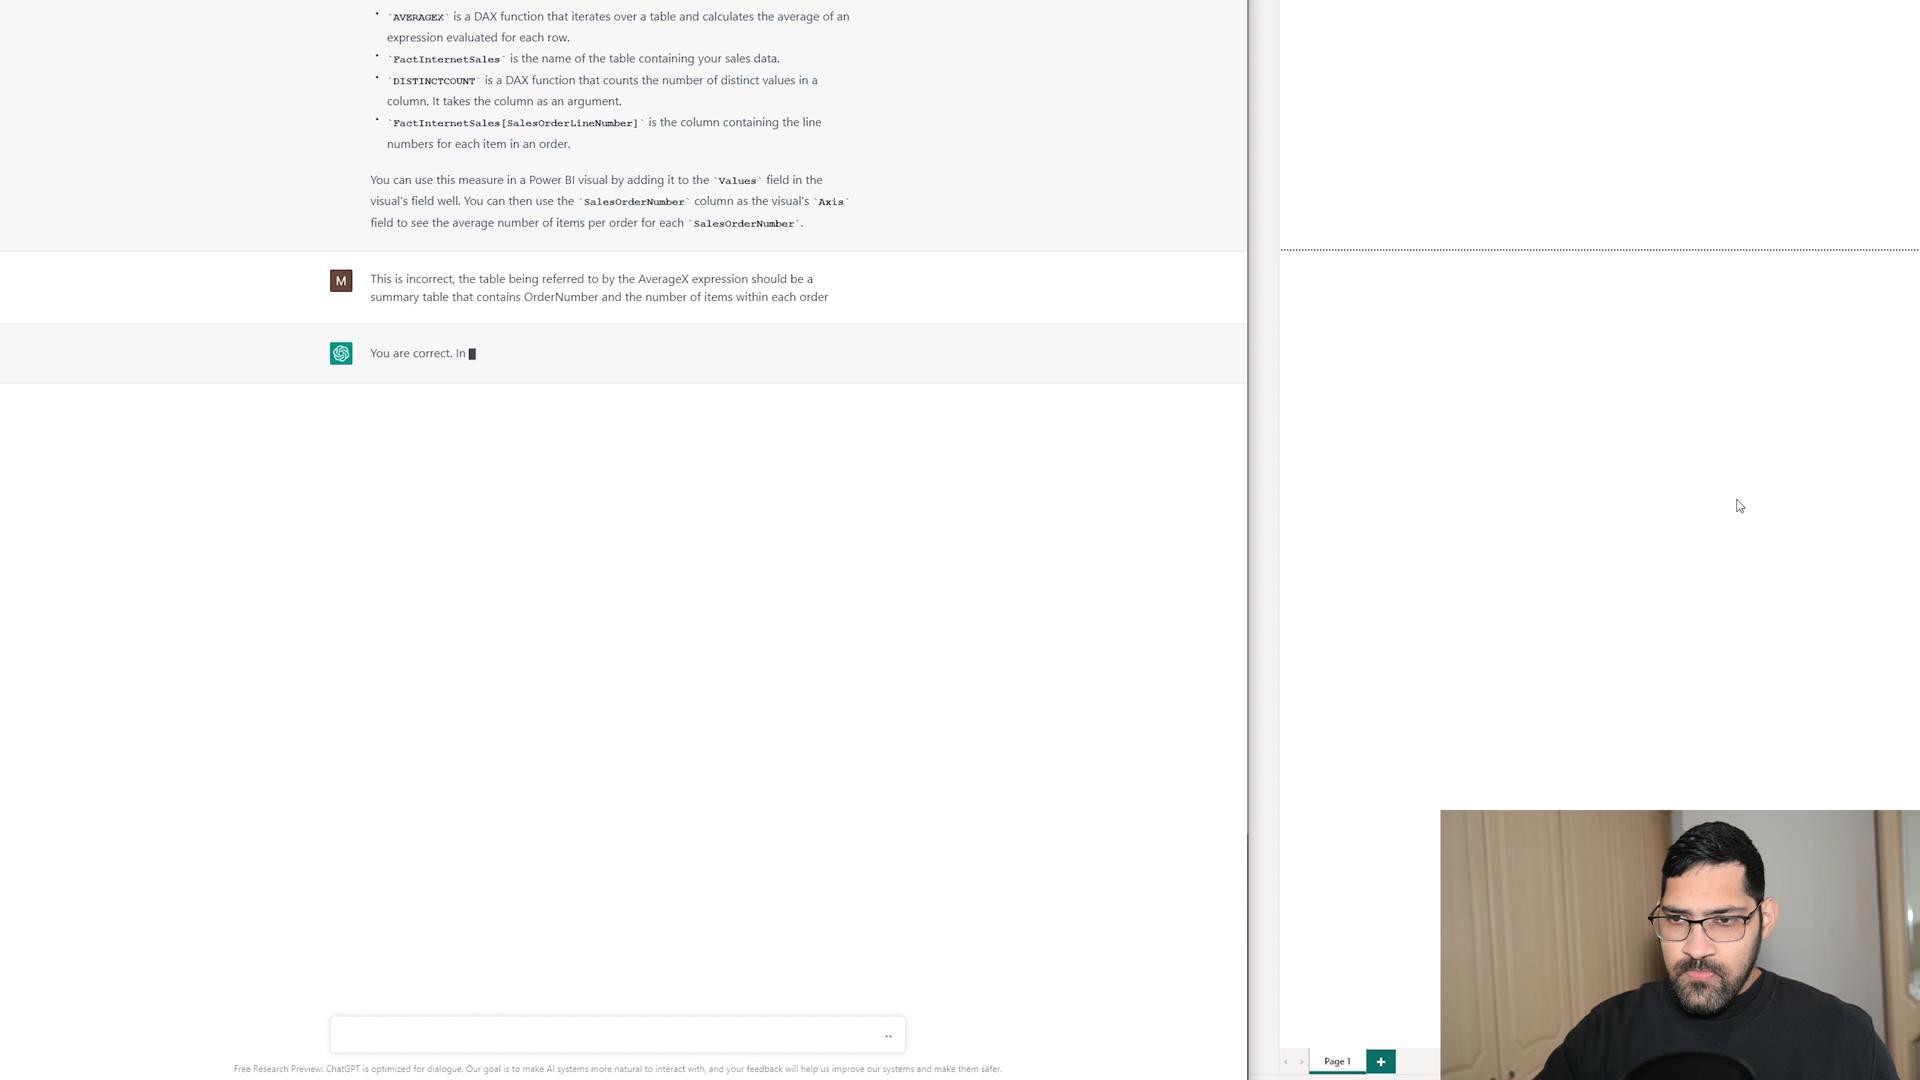 • `AVERAGEX` is a DAX function that iterates over a table and calculates the average of an
expression evaluated for each row.
• `FactInternetSales` is the name of the table containing your sales data.
• `DISTINCTCOUNT` is a DAX function that counts the number of distinct values in a
column. It takes the column as an argument.
• `FactInternetSales[SalesOrderLineNumber]` is the column containing the line
numbers for each item in an order.
You can use this measure in a Power BI visual by adding it to the `Values` field in the
visual's field well. You can then use the `SalesOrderNumber` column as the visual's `Axis`
field to see the average number of items per order for each `SalesOrderNumber`.
M
This is incorrect, the table being referred to by the AverageX expression should be a
summary table that contains OrderNumber and the number of items within each order
You are correct. In
Free Research Preview: ChatGPT is optimized for dialogue. Our goal is to make AI systems more natural to interact with, and your feedback will help us improve our systems and make them safer.
Page 1